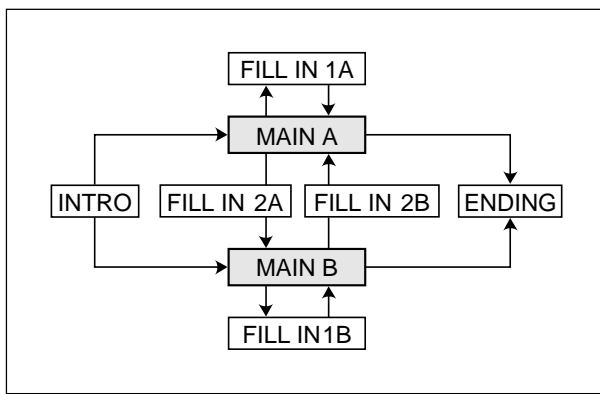 FILL IN 1A
MAIN A
INTRO
FILL IN 2A
FILL IN 2B
ENDING
MAIN B
FILL IN1B